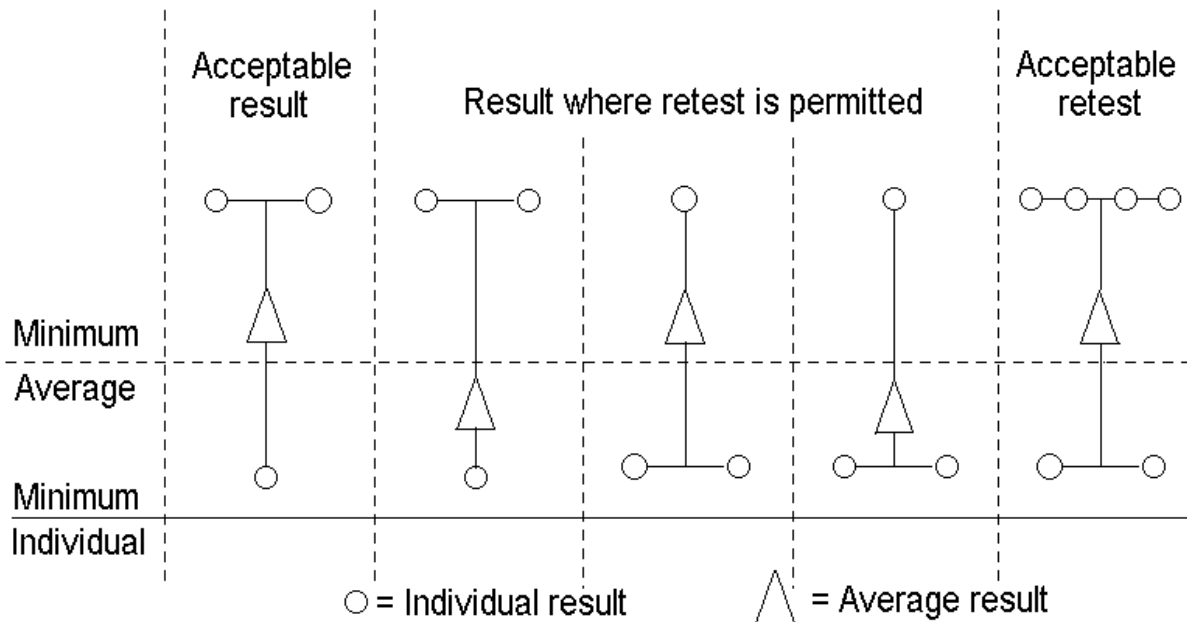 Acceptable
result
Result where retest is permitted
Acceptable
retest
Minimum
Average
Minimum
Individual
= Individual result
= Average result